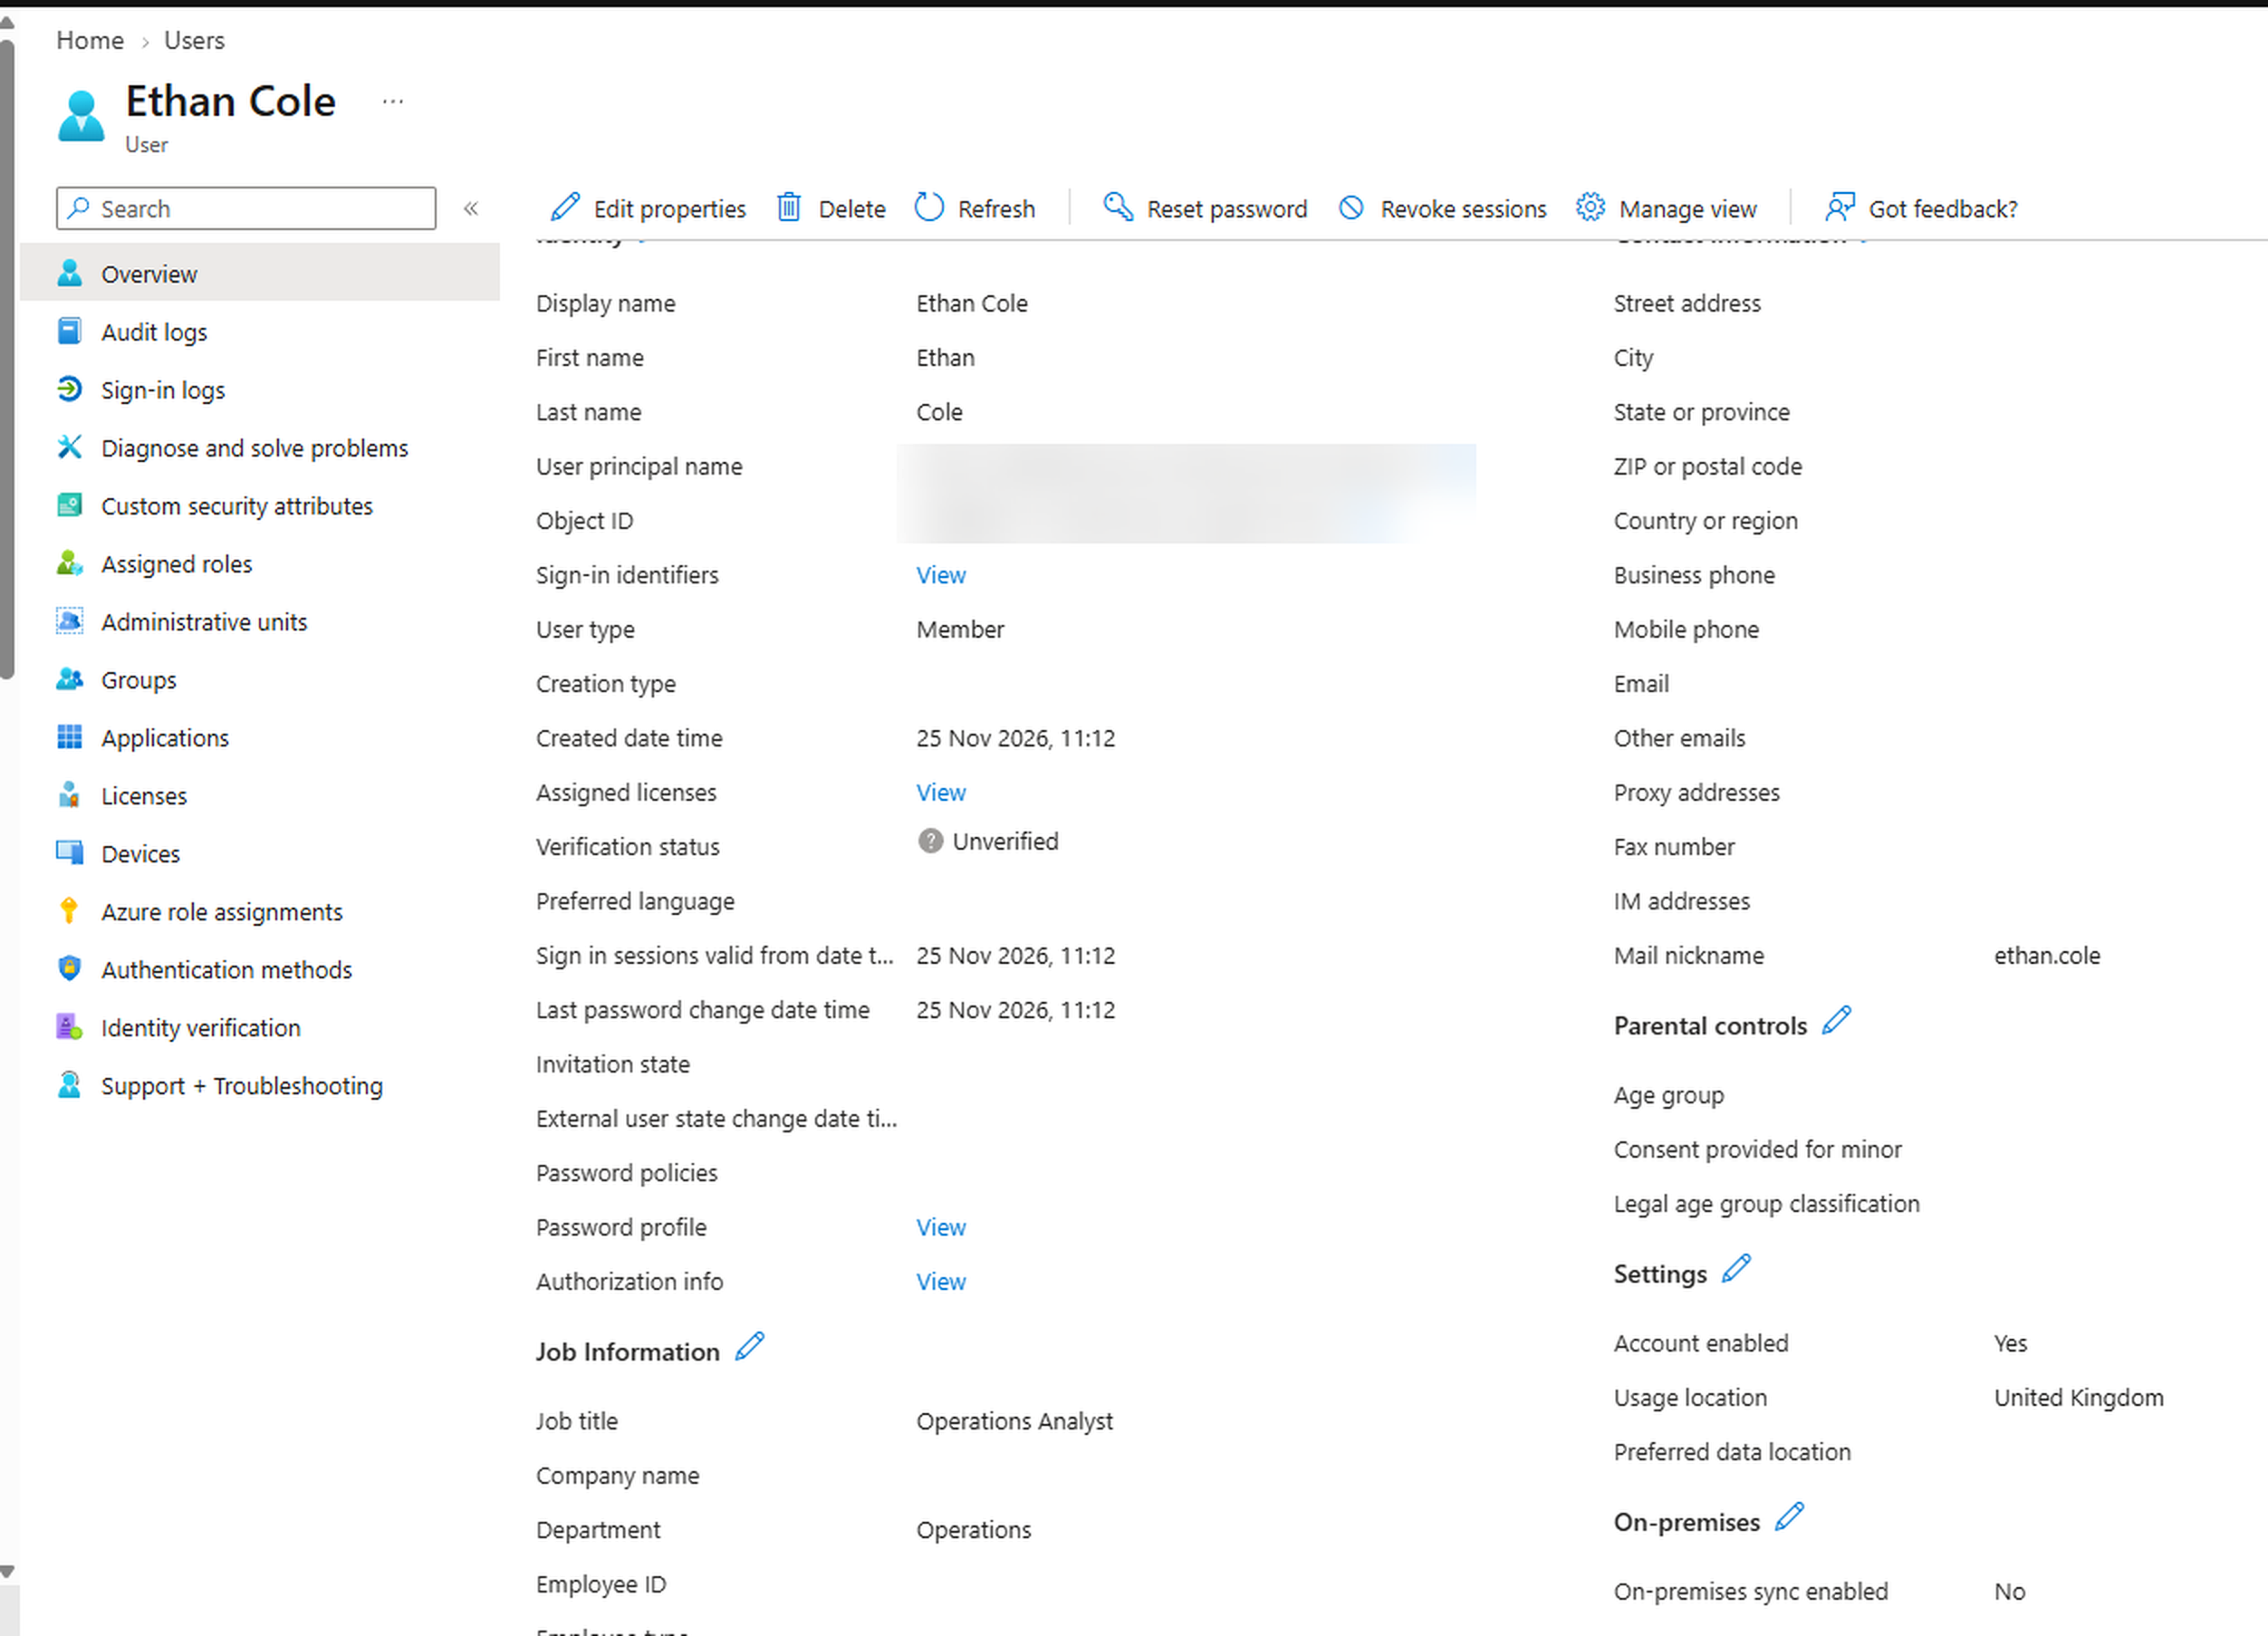 Home › Users
Ethan Cole ...
User
Search «
Edit properties Delete Refresh Reset password Revoke sessions Manage view Got feedback?
Overview
Audit logs
Sign-in logs
Diagnose and solve problems
Custom security attributes
Assigned roles
Administrative units
Groups
Applications
Licenses
Devices
Azure role assignments
Authentication methods
Identity verification
Support + Troubleshooting
Identity
Display name Ethan Cole
First name Ethan
Last name Cole
User principal name
Object ID
Sign-in identifiers View
User type Member
Creation type
Created date time 25 Nov 2026, 11:12
Assigned licenses View
Verification status ? Unverified
Preferred language
Sign in sessions valid from date t... 25 Nov 2026, 11:12
Last password change date time 25 Nov 2026, 11:12
Invitation state
External user state change date ti...
Password policies
Password profile View
Authorization info View
Job Information
Job title Operations Analyst
Company name
Department Operations
Employee ID
Employee type
Contact Information
Street address
City
State or province
ZIP or postal code
Country or region
Business phone
Mobile phone
Email
Other emails
Proxy addresses
Fax number
IM addresses
Mail nickname ethan.cole
Parental controls
Age group
Consent provided for minor
Legal age group classification
Settings
Account enabled Yes
Usage location United Kingdom
Preferred data location
On-premises
On-premises sync enabled No